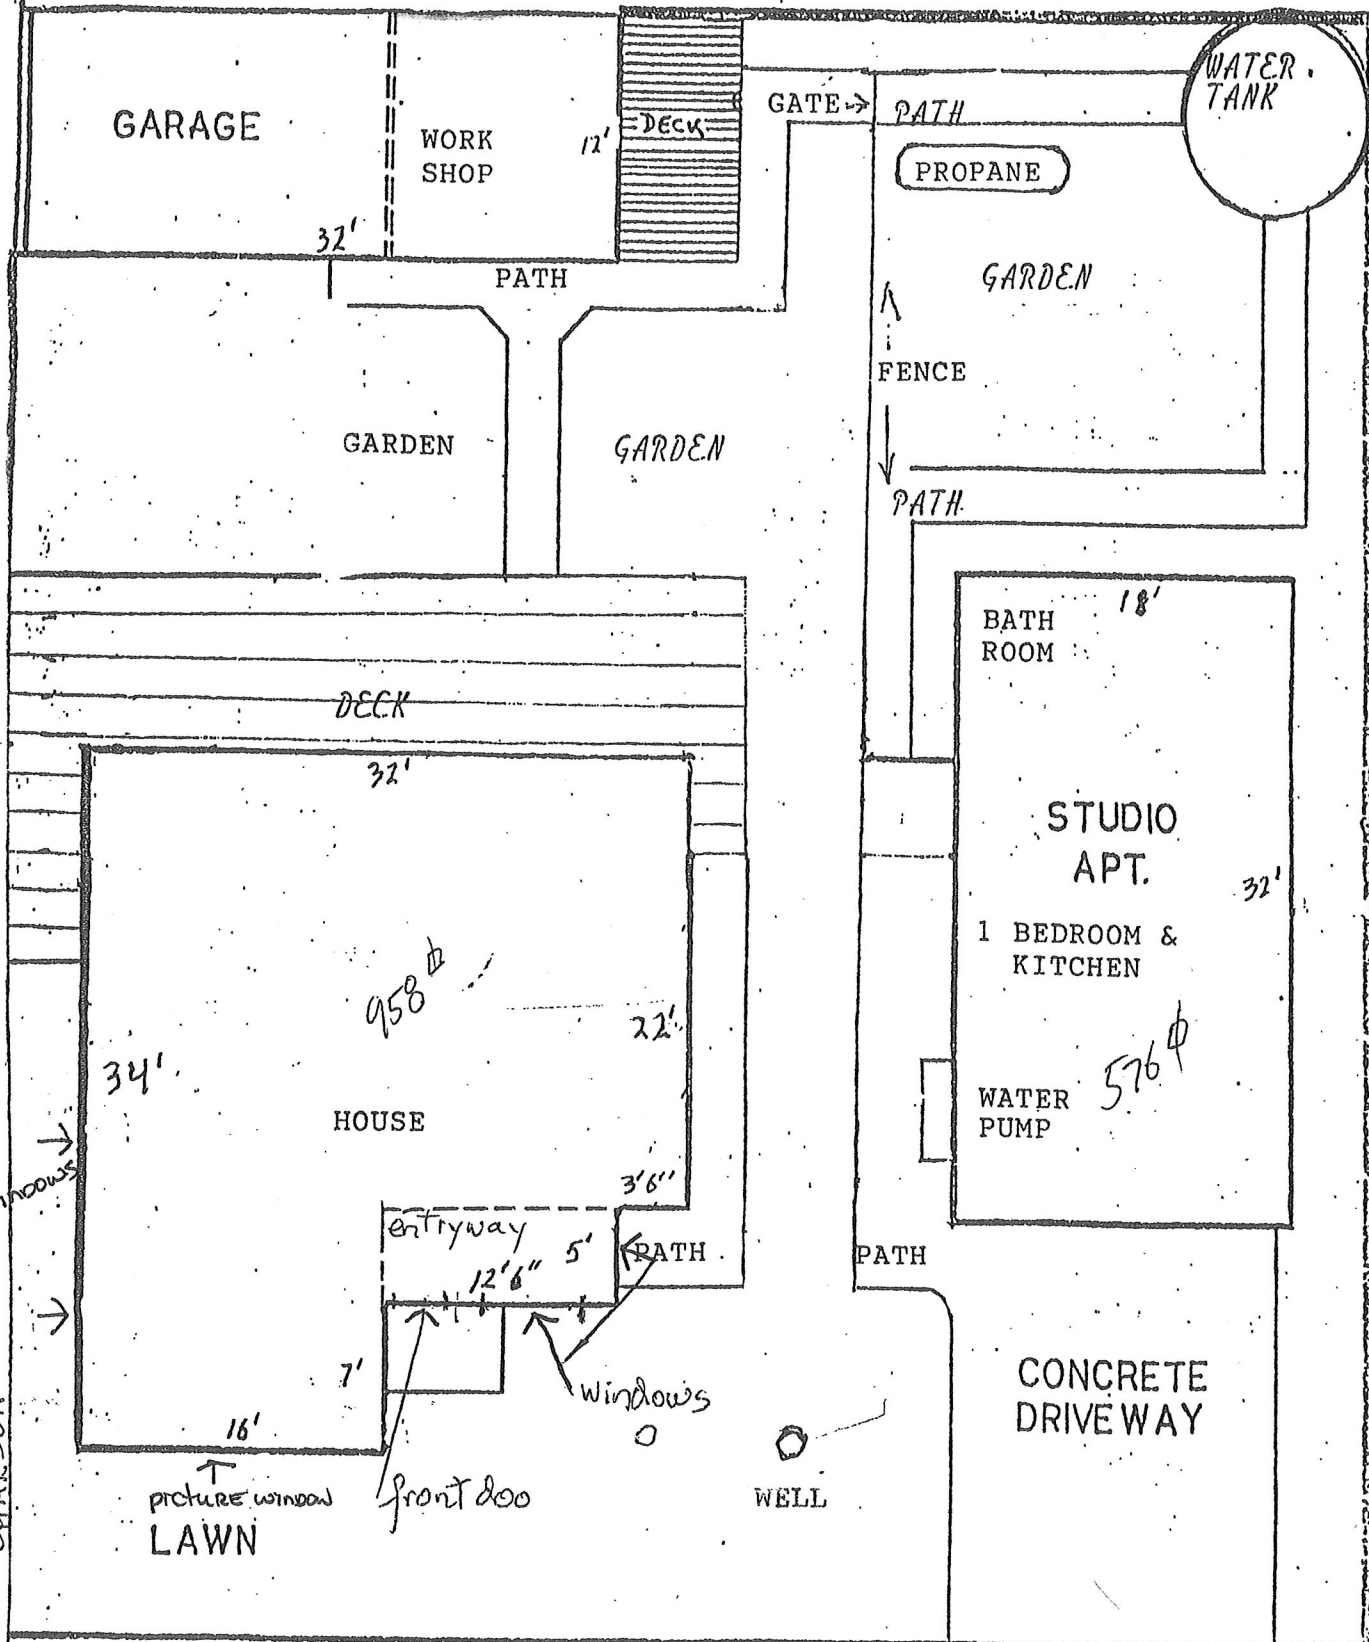 GARAGE
WORK
SHOP
12'
DECK
GATE→
PATH
WATER
TANK
PROPANE
32'
PATH
GARDEN
FENCE
GARDEN
GARDEN
PATH
18'
BATH
ROOM
DECK
32'
STUDIO
APT.
32'
1 BEDROOM &
KITCHEN
958 ⏀
22'
34'
576 ⏀
WATER
PUMP
HOUSE
3'6"
entryway
5'
PATH
PATH
12'6"
7'
windows
CONCRETE
DRIVEWAY
16'
picture window
front doo
WELL
LAWN